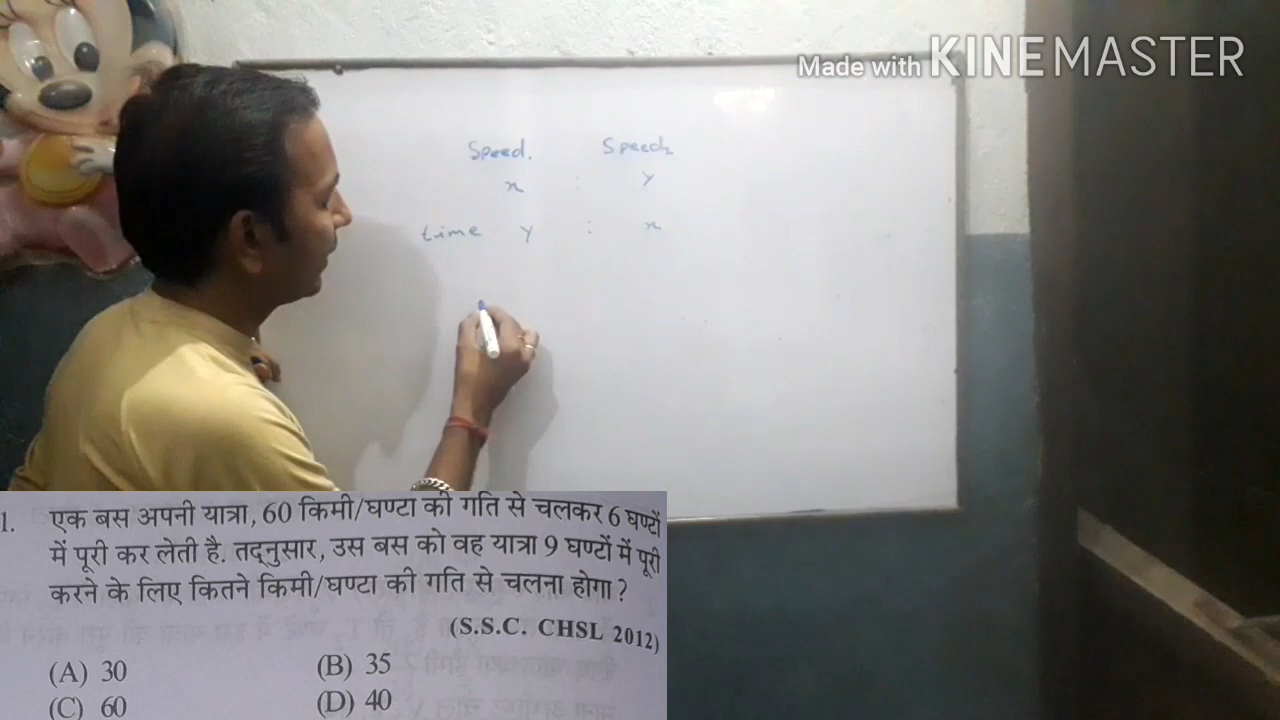 Made with KINEMASTER
Speed. Speed2
x : y
time y : x
1. एक बस अपनी यात्रा, 60 किमी/घण्टा की गति से चलकर 6 घण्टों
में पूरी कर लेती है. तद्नुसार, उस बस को वह यात्रा 9 घण्टों में पूरी
करने के लिए कितने किमी/घण्टा की गति से चलना होगा ?
(S.S.C. CHSL 2012)
(A) 30 (B) 35
(C) 60 (D) 40